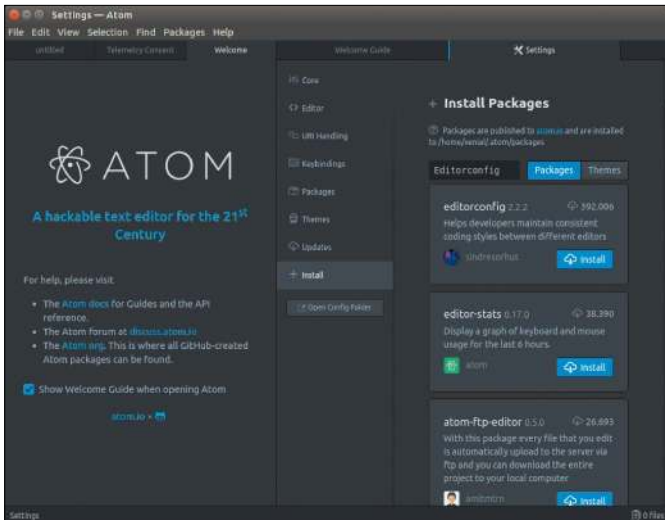 Settings — Atom
File Edit View Selection Find Packages Help
untitled
Telemetry Consent
Welcome
Welcome Guide
Settings
ATOM
A hackable text editor for the 21st
Century
For help, please visit
• The Atom docs for Guides and the API
reference.
• The Atom forum at discuss.atom.io
• The Atom org. This is where all GitHub-created
Atom packages can be found.
Show Welcome Guide when opening Atom
atom.io ×
Core
Editor
URI Handling
Keybindings
Packages
Themes
Updates
Install
Open Config Folder
Install Packages
Packages are published to atom.io and are installed
to /home/xenial/.atom/packages
Editorconfig
Packages
Themes
editorconfig 2.2.2
392,006
Helps developers maintain consistent
coding styles between different editors
sindresorhus
Install
editor-stats 0.17.0
38,390
Display a graph of keyboard and mouse
usage for the last 6 hours.
atom
Install
atom-ftp-editor 0.5.0
26,693
With this package every file that you edit
is automatically upload to the server via
ftp and you can download the entire
project to your local computer
Install
Settings
0 files